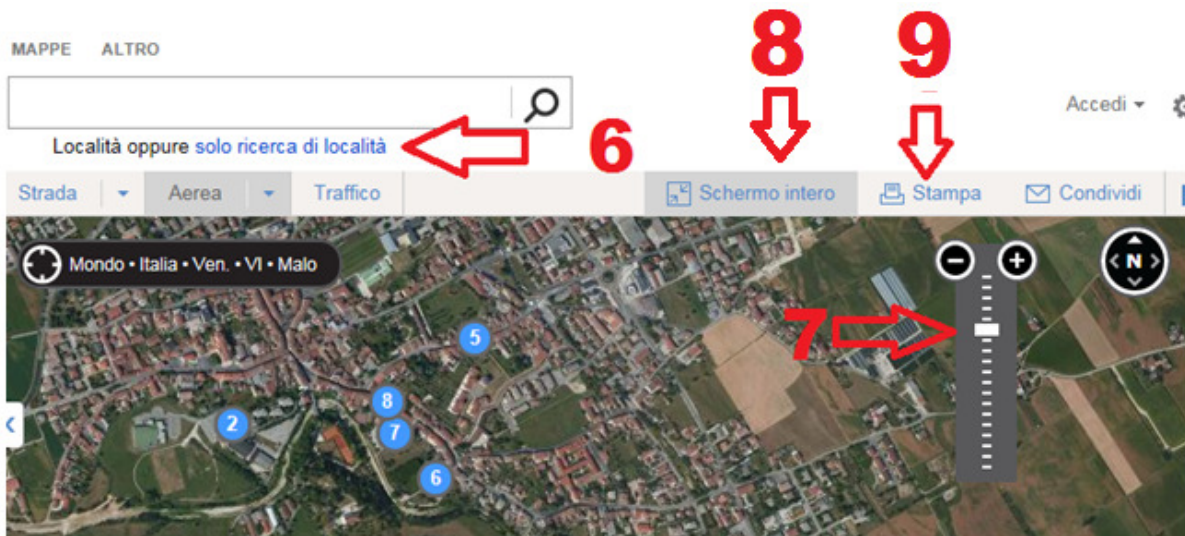 8 9
MAPPE ALTRO
Accedi
Località oppure solo ricerca di località
6
Strada Aerea Traffico Schermo intero Stampa Condividi
Mondo • Italia • Ven. • VI • Malo
N
7
5
8
2
7
6